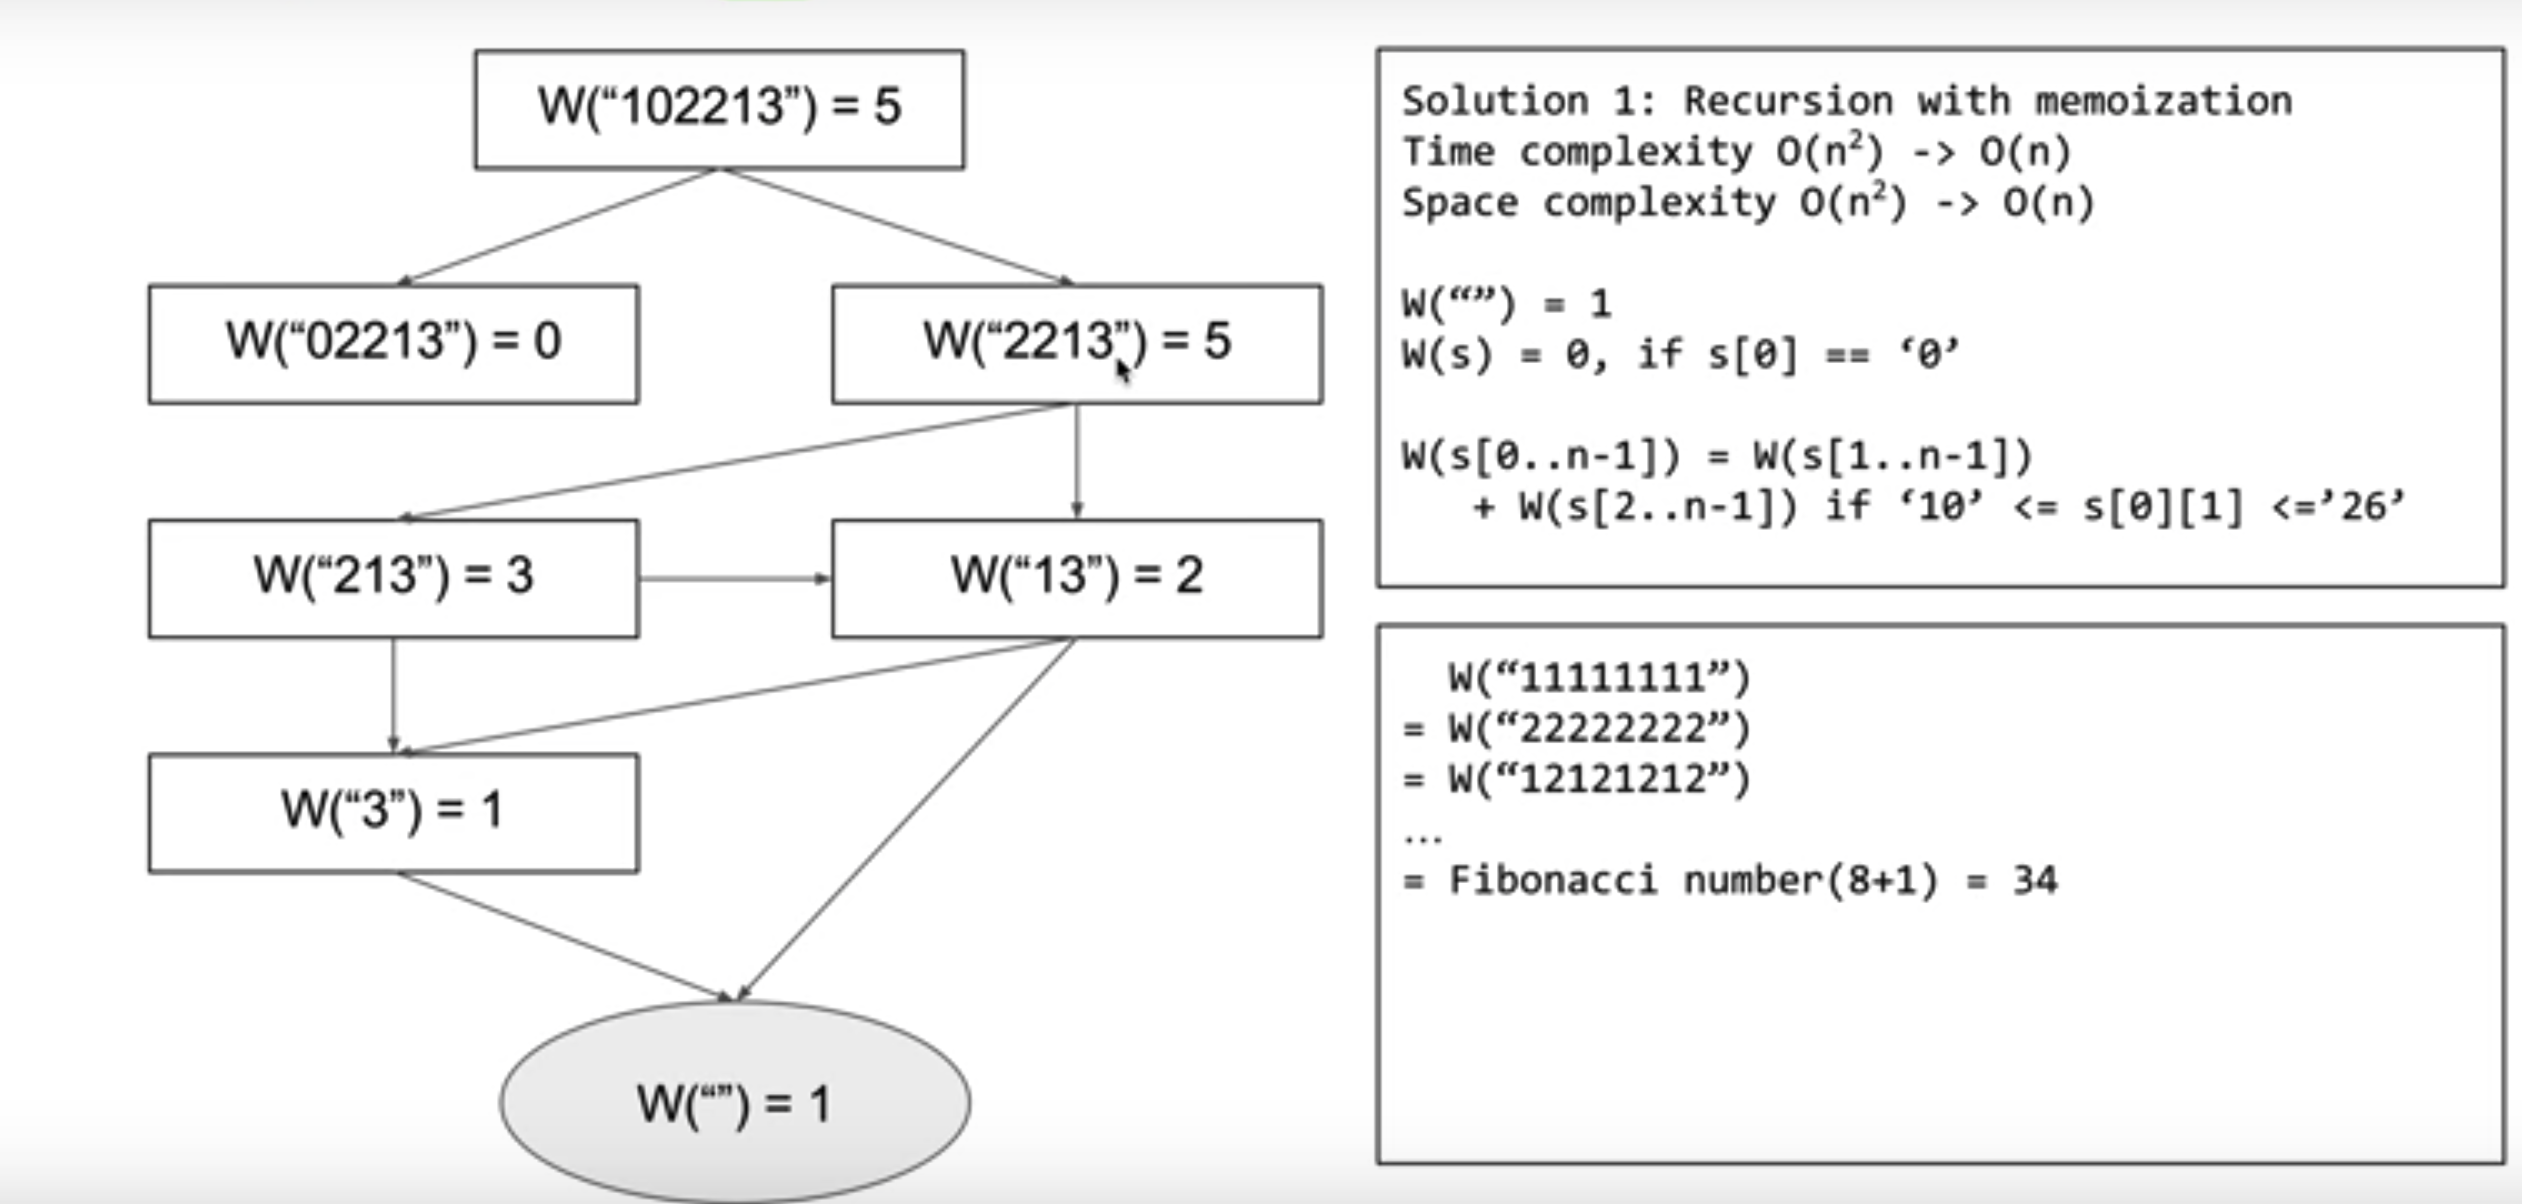 W(“102213”) = 5
W(“02213”) = 0
W(“2213”) = 5
W(“213”) = 3
W(“13”) = 2
W(“3”) = 1
W(“”) = 1
Solution 1: Recursion with memoization
Time complexity O(n²) -> O(n)
Space complexity O(n²) -> O(n)
W(“”) = 1
W(s) = 0, if s[0] == ‘0’
W(s[0..n-1]) = W(s[1..n-1])
+ W(s[2..n-1]) if ‘10’ <= s[0][1] <=’26’
W(“11111111”)
= W(“22222222”)
= W(“12121212”)
...
= Fibonacci number(8+1) = 34